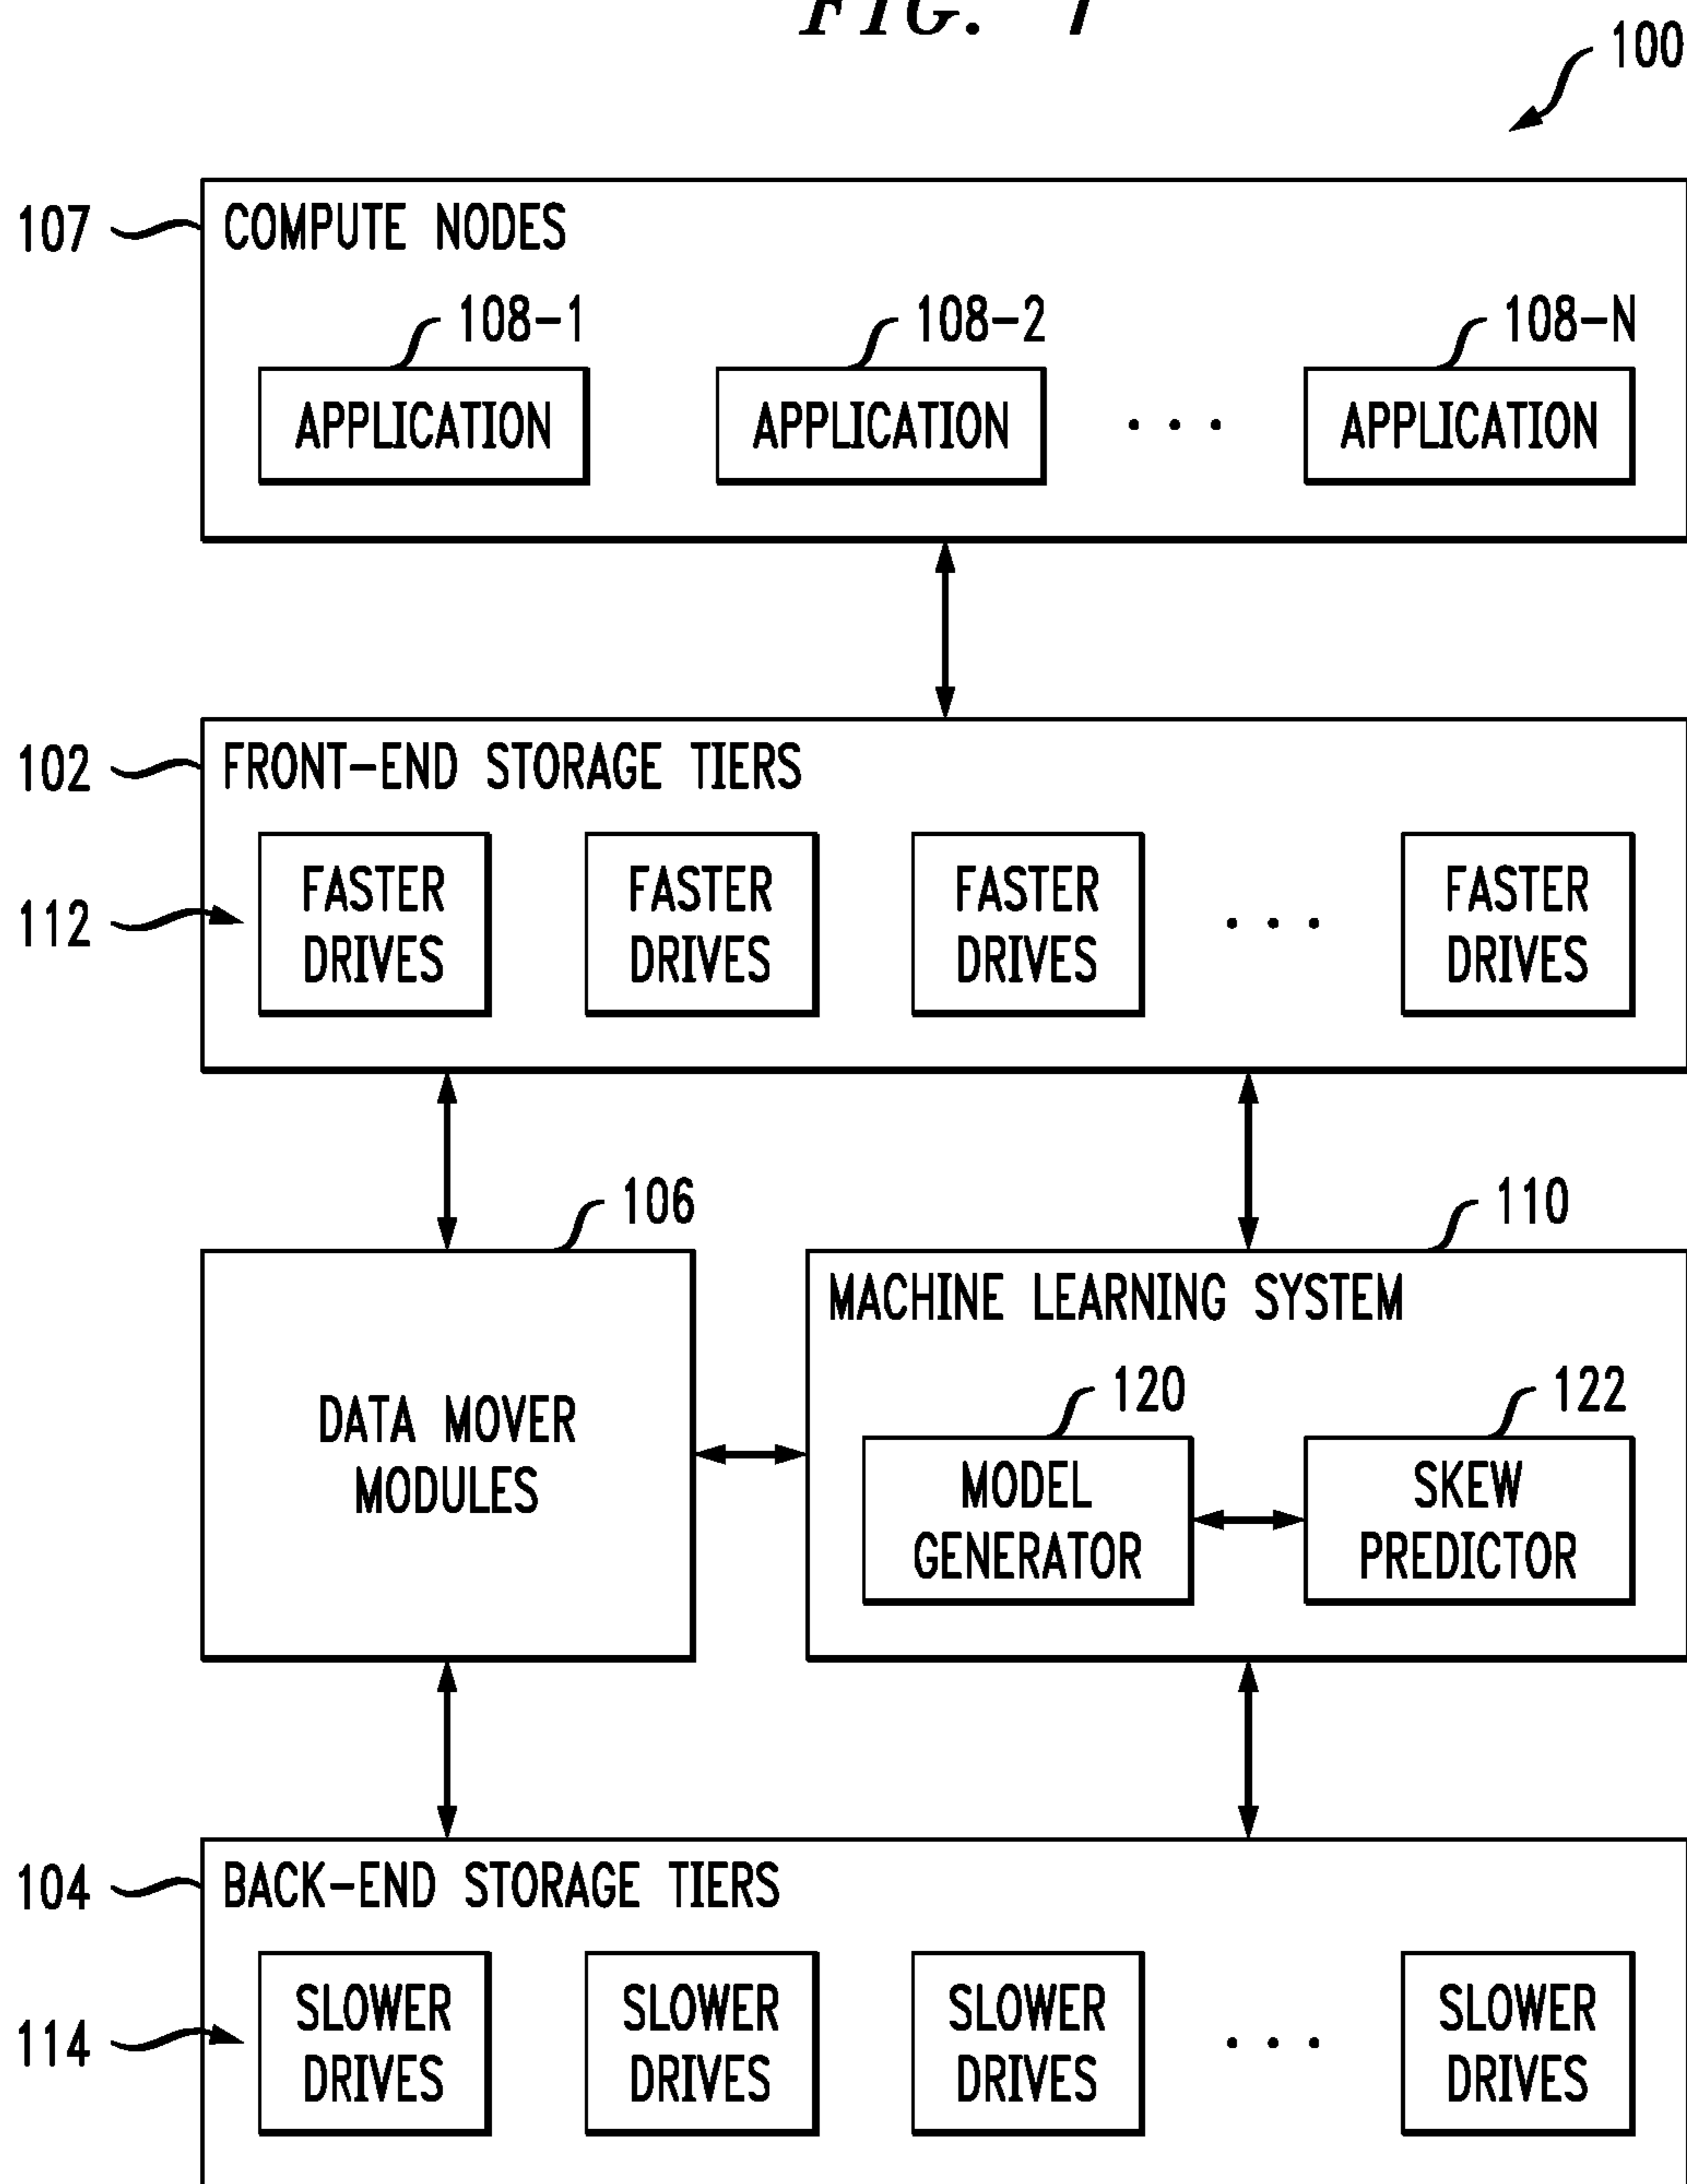 FIG.
100
107
COMPUTE NODES
108-1
108-2
108-N
APPLICATION
APPLICATION
...
APPLICATION
102
FRONT-END STORAGE TIERS
112
FASTER
DRIVES
FASTER
DRIVES
FASTER
DRIVES
...
FASTER
DRIVES
106
110
DATA MOVER
MODULES
MACHINE LEARNING SYSTEM
120
122
MODEL
GENERATOR
SKEW
PREDICTOR
104
BACK-END STORAGE TIERS
114
SLOWER
DRIVES
SLOWER
DRIVES
SLOWER
DRIVES
...
SLOWER
DRIVES